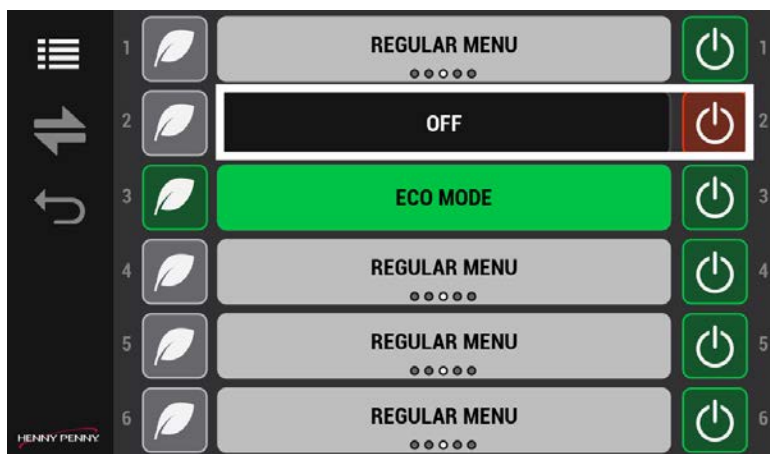 1 REGULAR MENU 1
2 OFF 2
3 ECO MODE 3
4 REGULAR MENU 4
5 REGULAR MENU 5
6 REGULAR MENU 6
HENNY PENNY